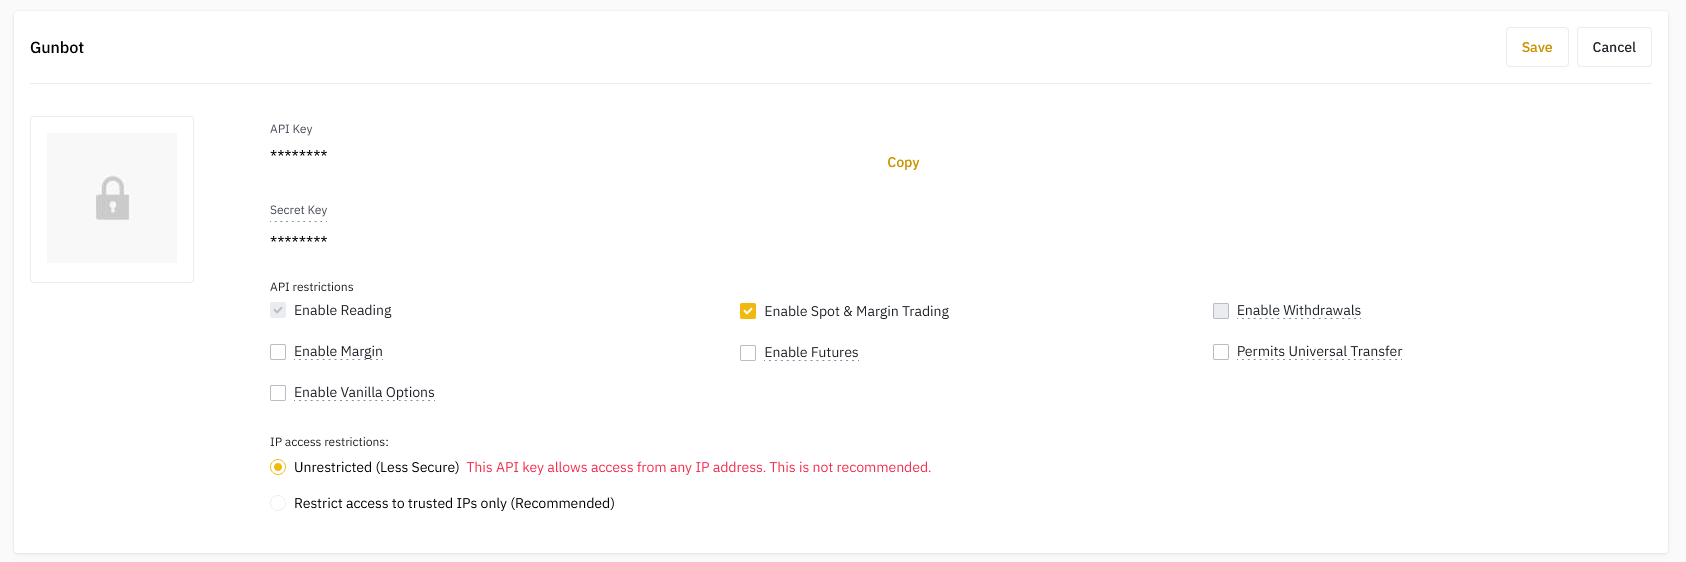 Gunbot
Save
Cancel
API Key
********
Copy
Secret Key
********
API restrictions
Enable Reading
Enable Spot & Margin Trading
Enable Withdrawals
Enable Margin
Enable Futures
Permits Universal Transfer
Enable Vanilla Options
IP access restrictions:
Unrestricted (Less Secure) This API key allows access from any IP address. This is not recommended.
Restrict access to trusted IPs only (Recommended)